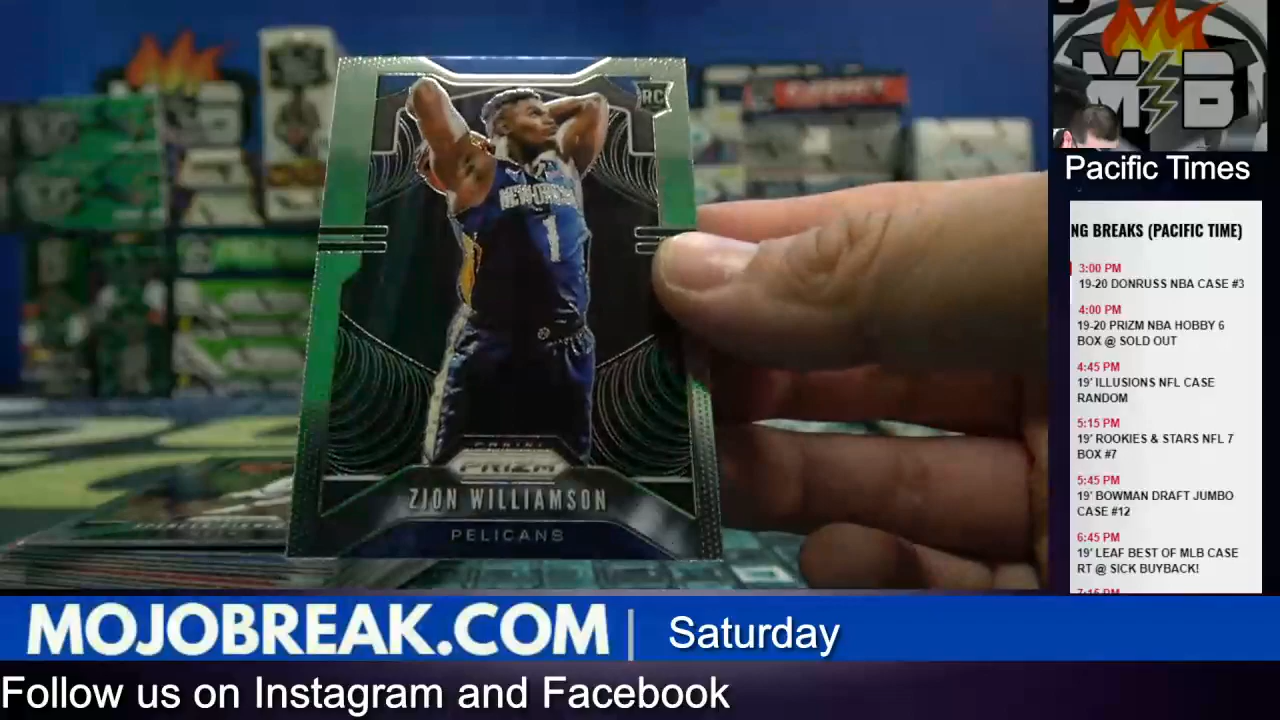 RC
NEW ORLEANS
1
PANINI
PRIZM
ZION WILLIAMSON
PELICANS
M B
Pacific Times
NG BREAKS (PACIFIC TIME)
3:00 PM
19-20 DONRUSS NBA CASE #3
4:00 PM
19-20 PRIZM NBA HOBBY 6
BOX @ SOLD OUT
4:45 PM
19' ILLUSIONS NFL CASE
RANDOM
5:15 PM
19' ROOKIES & STARS NFL 7
BOX #7
5:45 PM
19' BOWMAN DRAFT JUMBO
CASE #12
6:45 PM
19' LEAF BEST OF MLB CASE
RT @ SICK BUYBACK!
7:15 PM
MOJOBREAK.COM | Saturday
Follow us on Instagram and Facebook